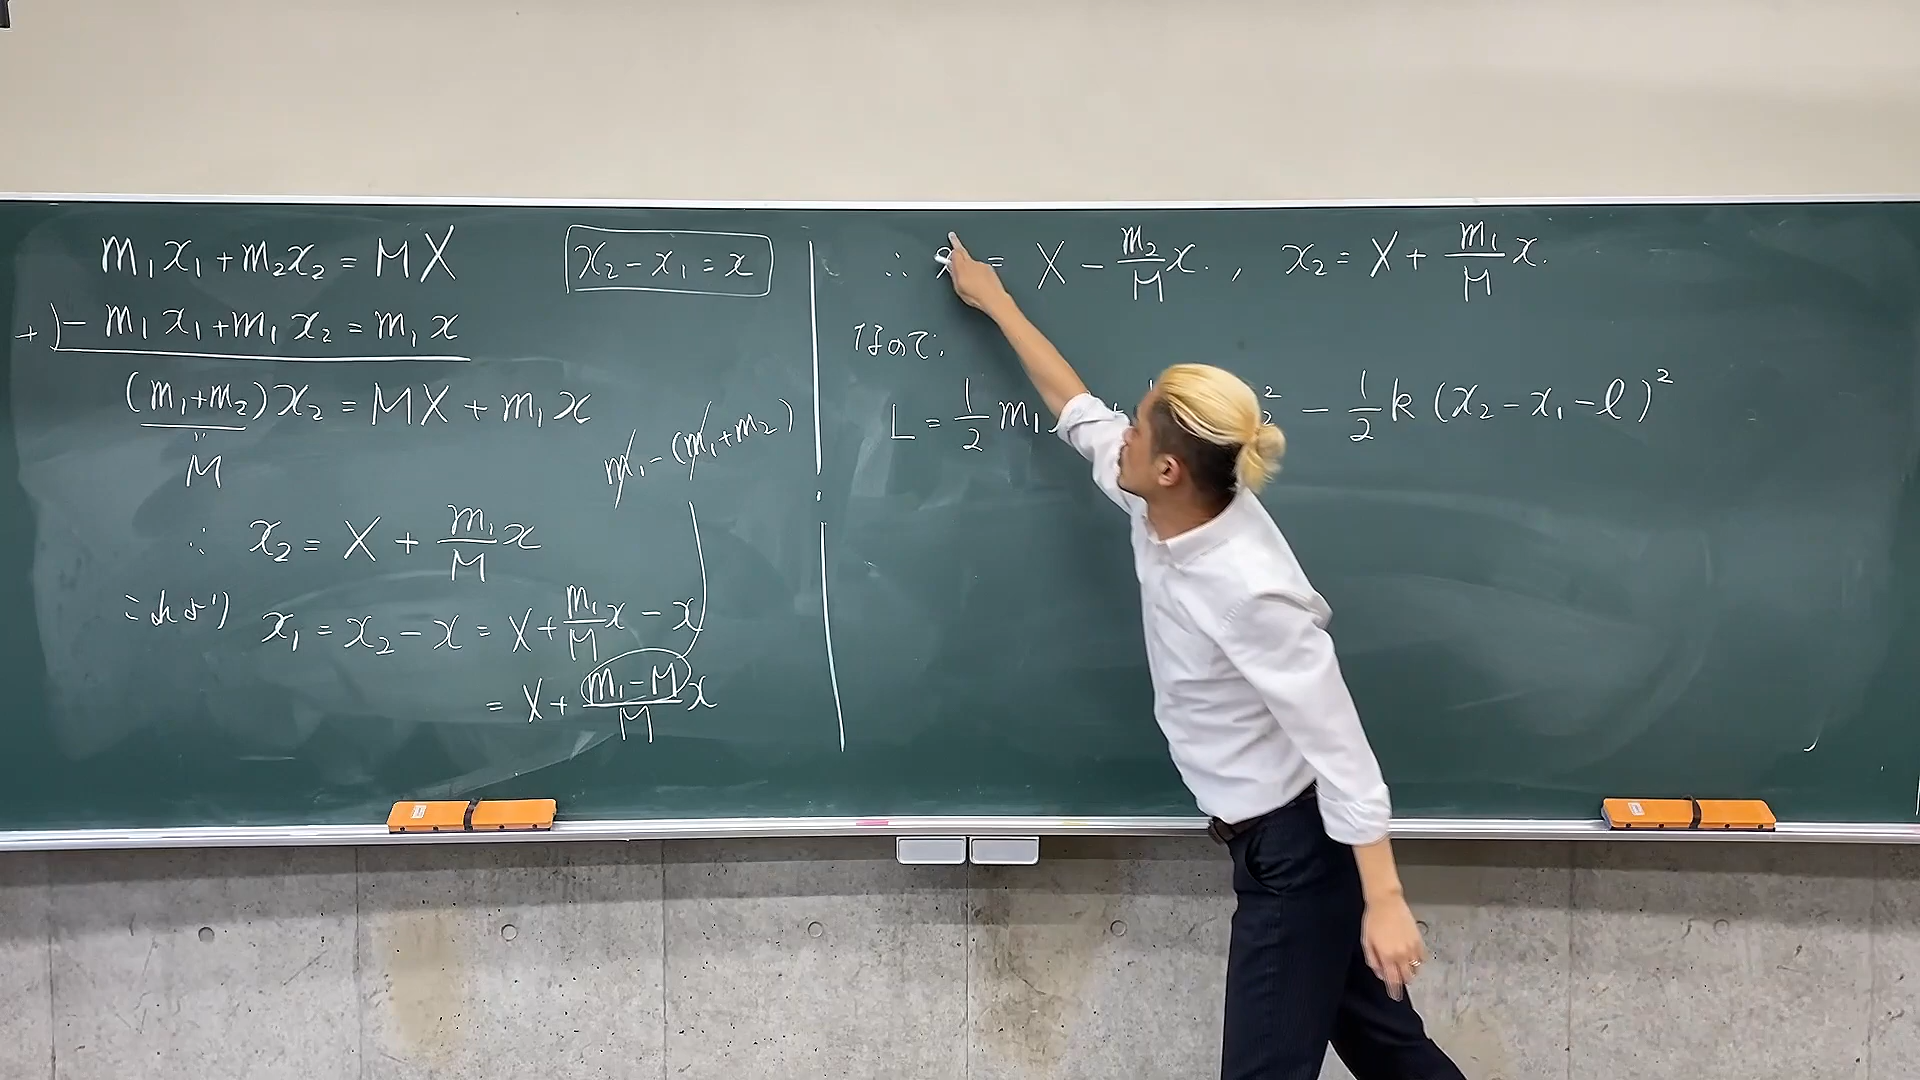 m₁x₁ + m₂x₂ = MX
x₂ - x₁ = x
+) - m₁x₁ + m₁x₂ = m₁x
(m₁+m₂)x₂ = MX + m₁x
M
m₁ - (m₁+m₂)
∴ x₂ = X + m₁/M x
これより x₁ = x₂ - x = X + m₁/M x - x
= X + (m₁-M)/M x
∴ = X - m₂/M x. , x₂ = X + m₁/M x.
なので,
L = 1/2 m₁ ² - 1/2 k (x₂ - x₁ - l)²